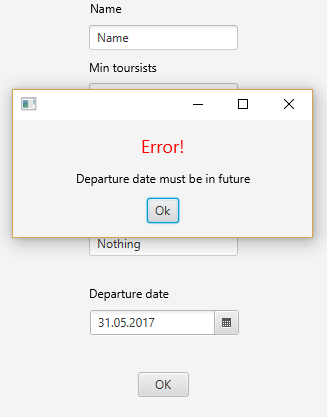 Name
Name
Min toursists
Error!
Departure date must be in future
Ok
Nothing
Departure date
31.05.2017
OK